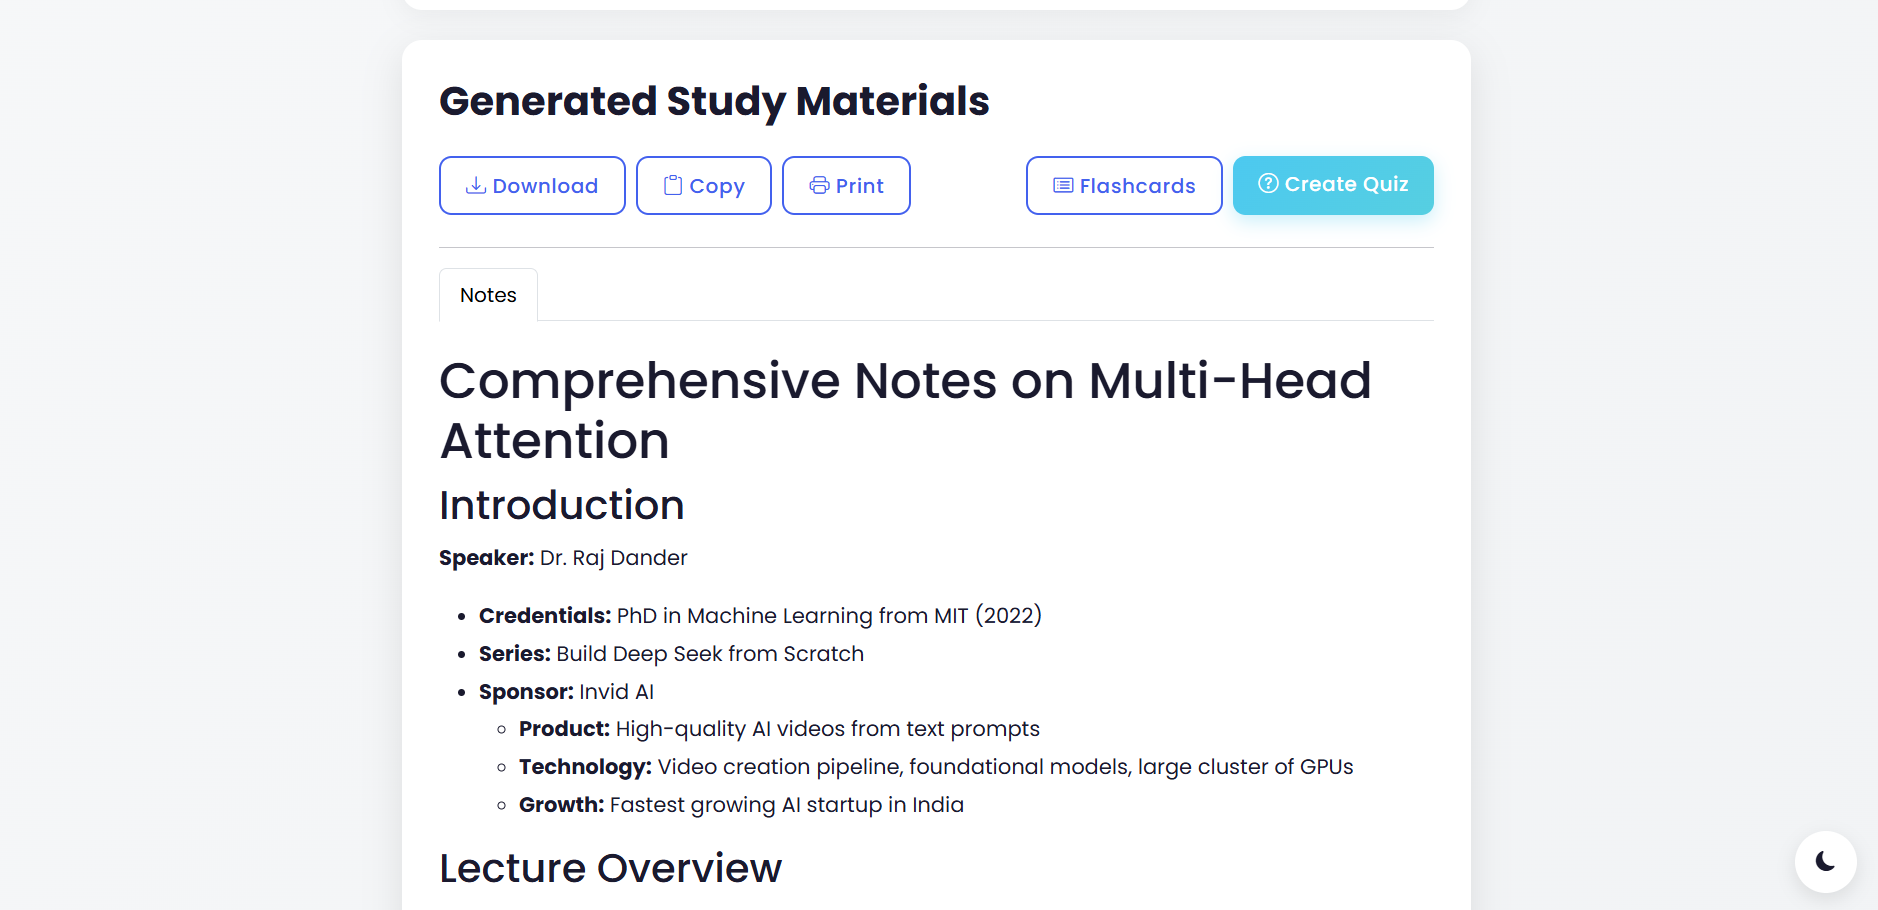 Generated Study Materials
Download Copy Print Flashcards Create Quiz
Notes
Comprehensive Notes on Multi-Head
Attention
Introduction
Speaker: Dr. Raj Dander
Credentials: PhD in Machine Learning from MIT (2022)
Series: Build Deep Seek from Scratch
Sponsor: Invid AI
Product: High-quality AI videos from text prompts
Technology: Video creation pipeline, foundational models, large cluster of GPUs
Growth: Fastest growing AI startup in India
Lecture Overview